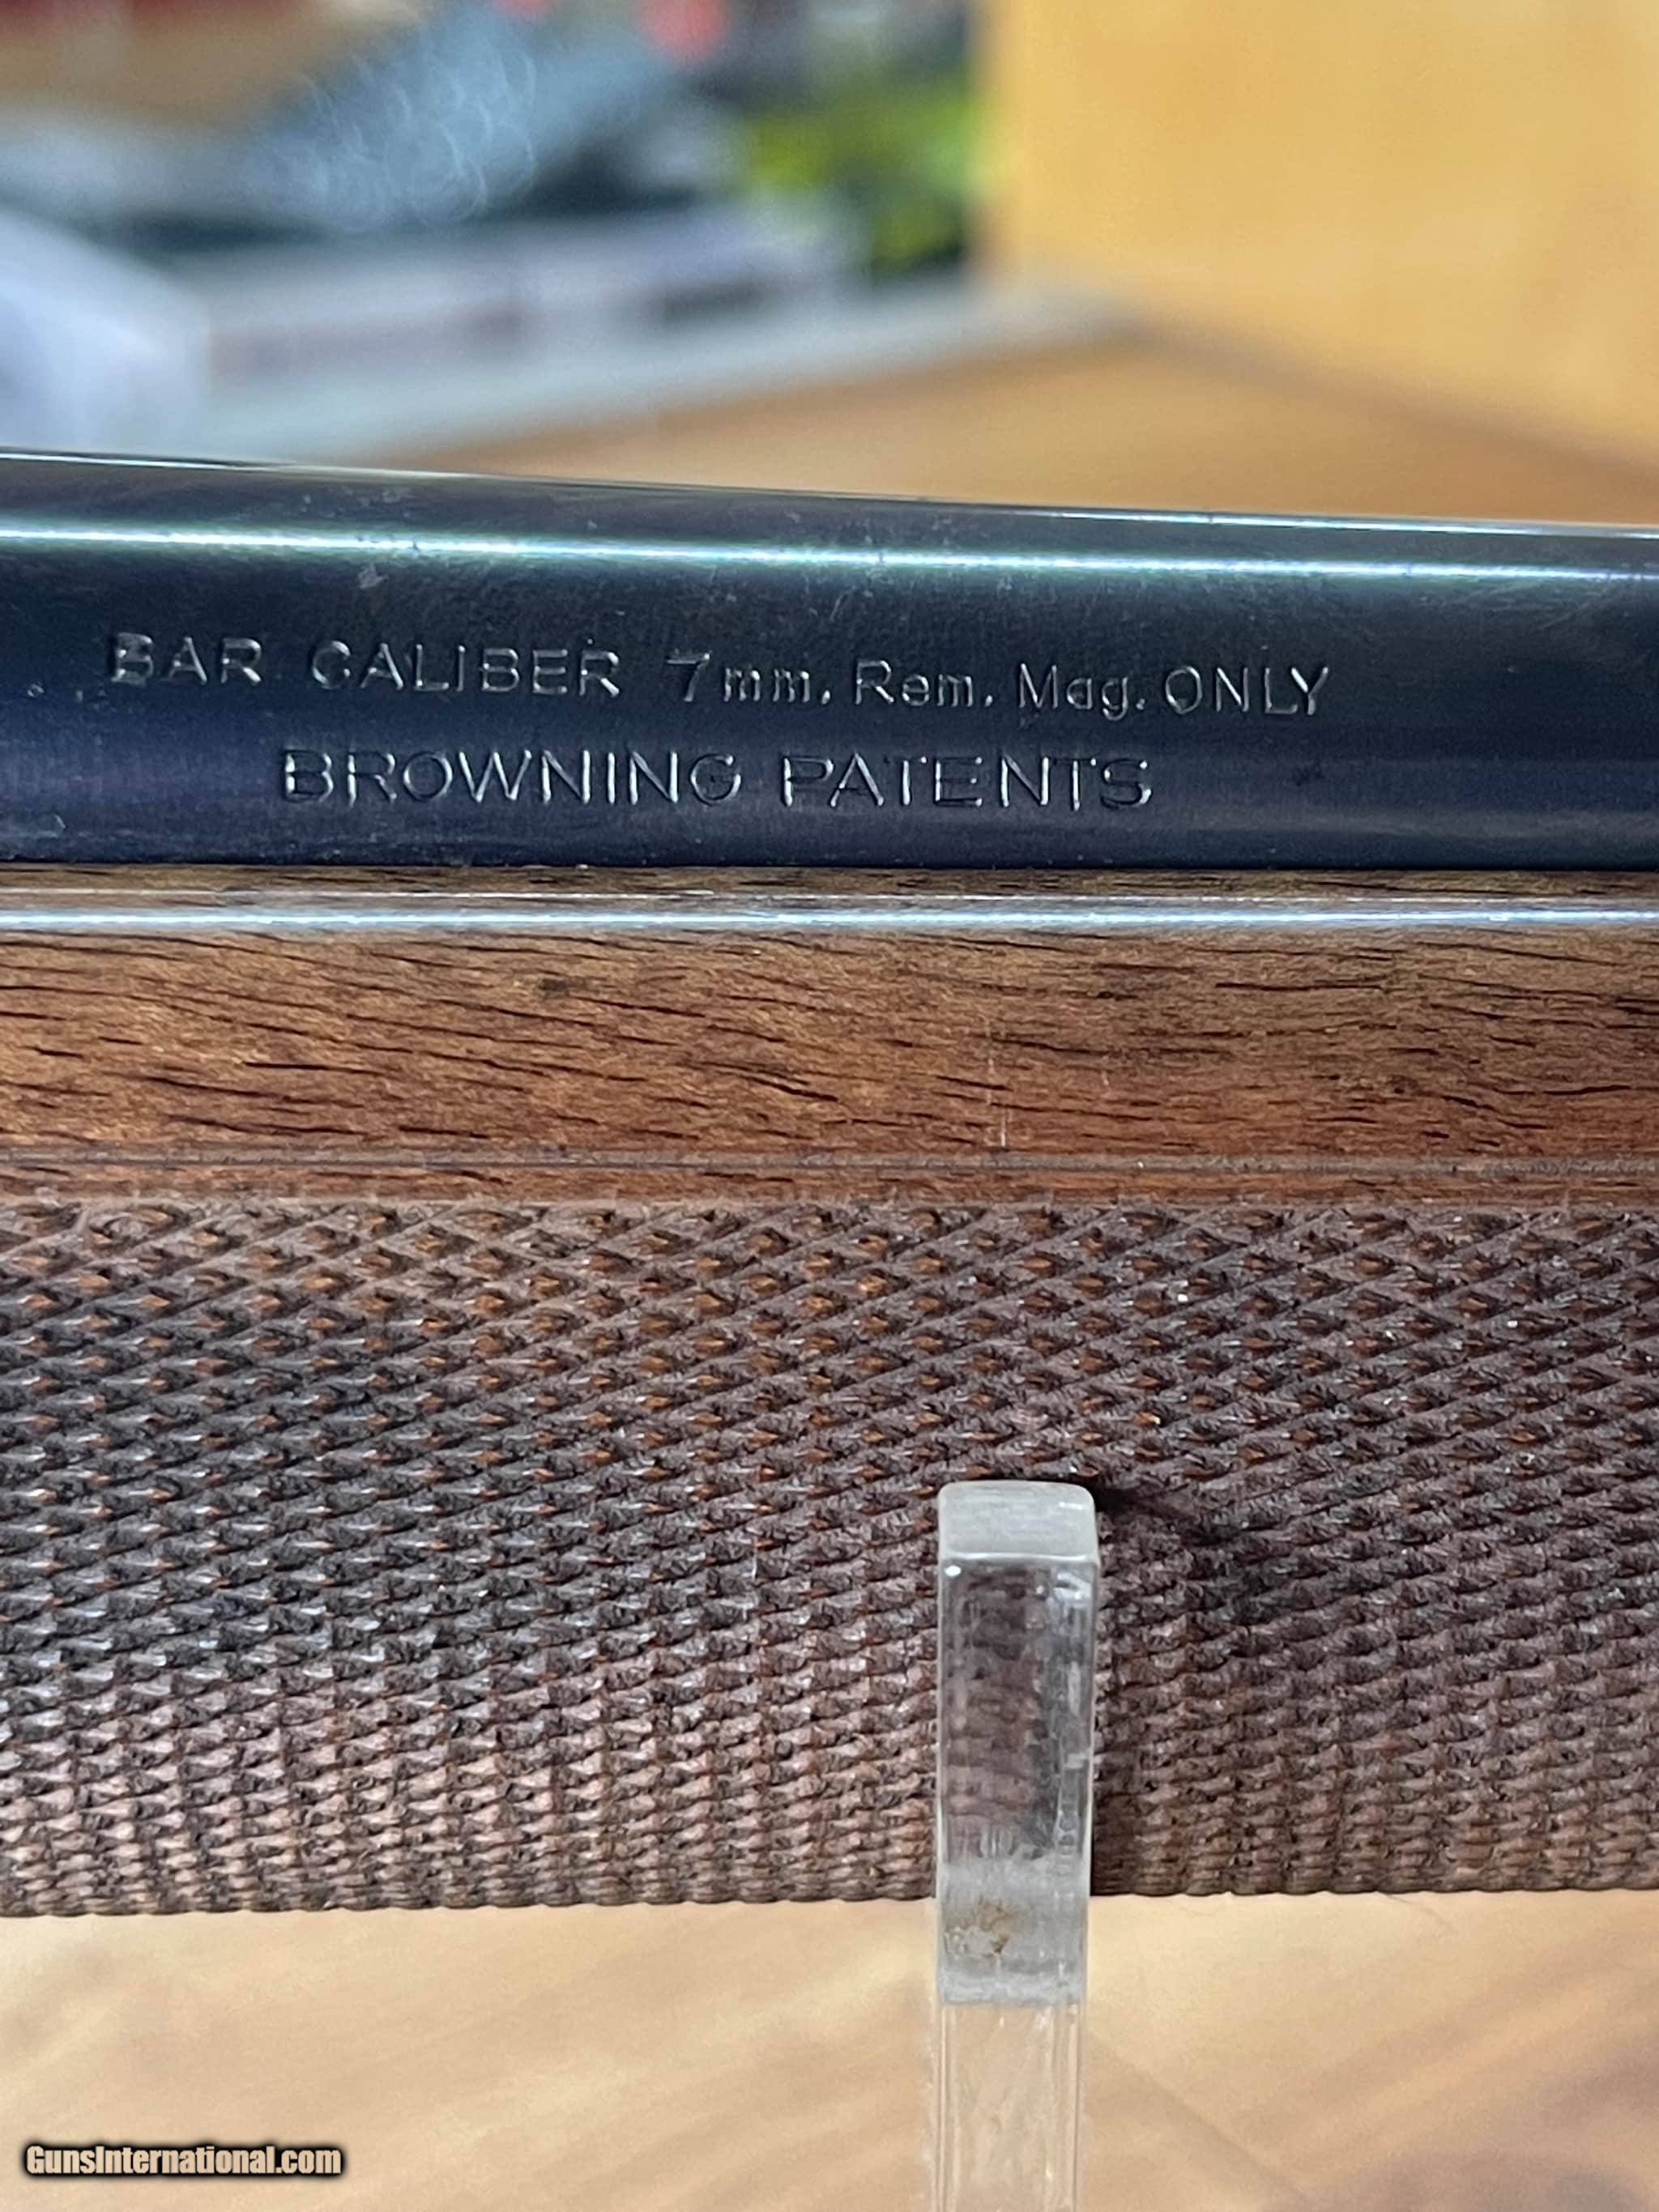 BAR CALIBER 7mm. Rem. Mag. ONLY
BROWNING PATENTS
GunsInternational.com